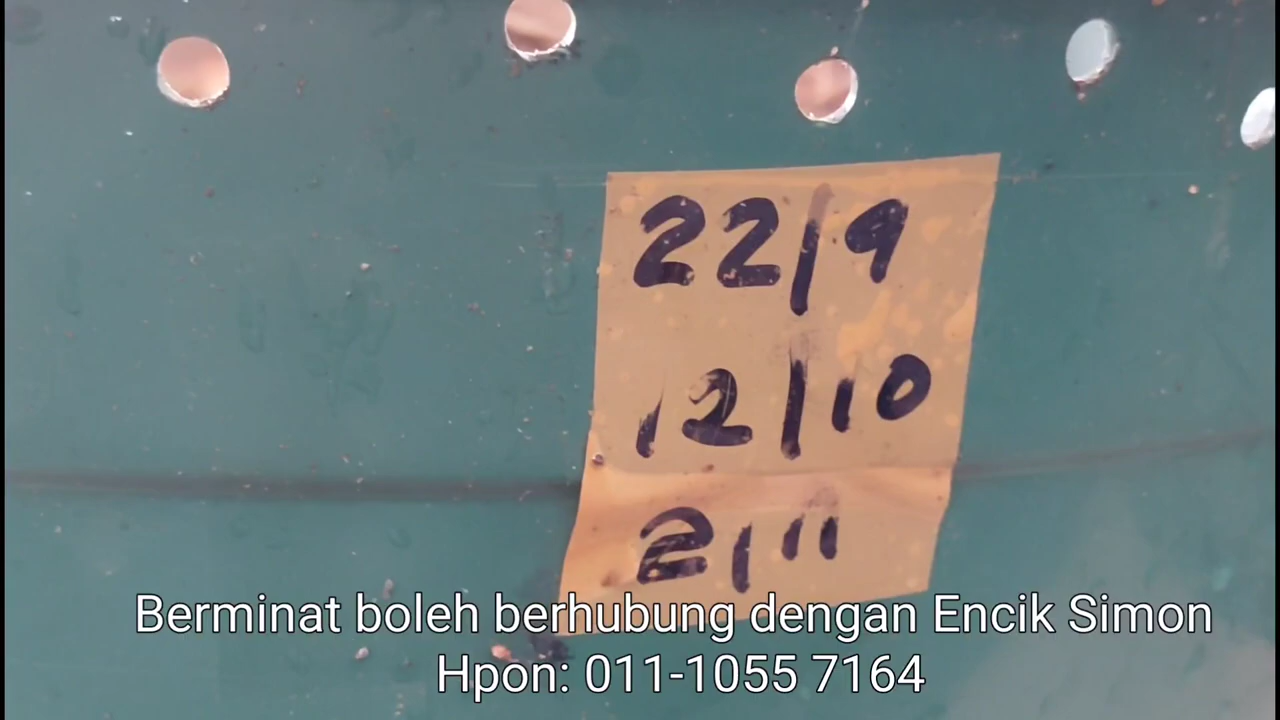 22/9
12/10
2/11
Berminat boleh berhubung dengan Encik Simon
Hpon: 011-1055 7164